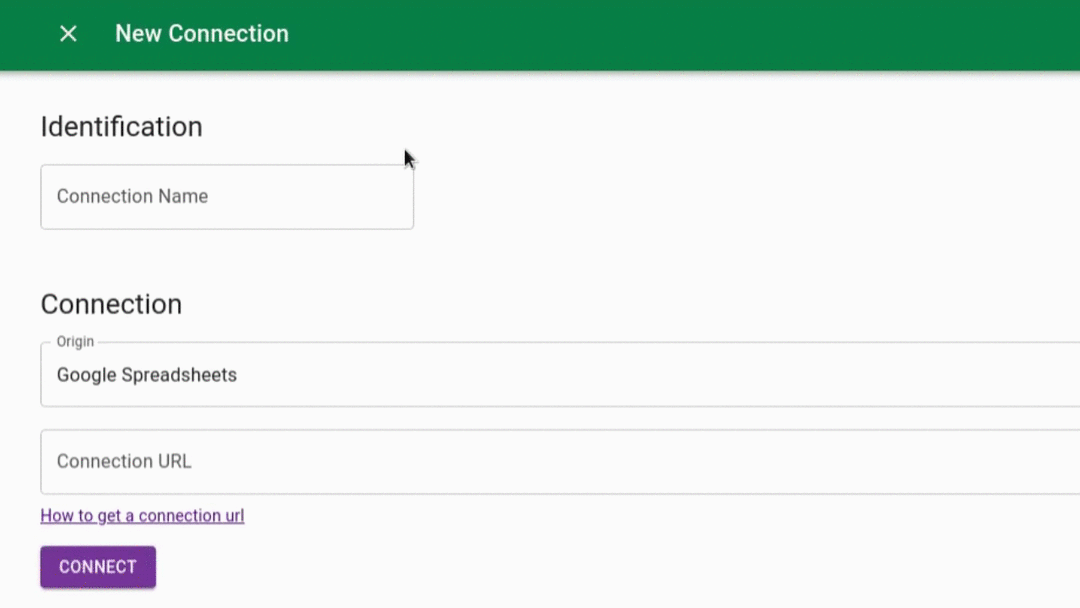 New Connection
Identification
Connection Name
Connection
Origin
Google Spreadsheets
Connection URL
How to get a connection url
CONNECT